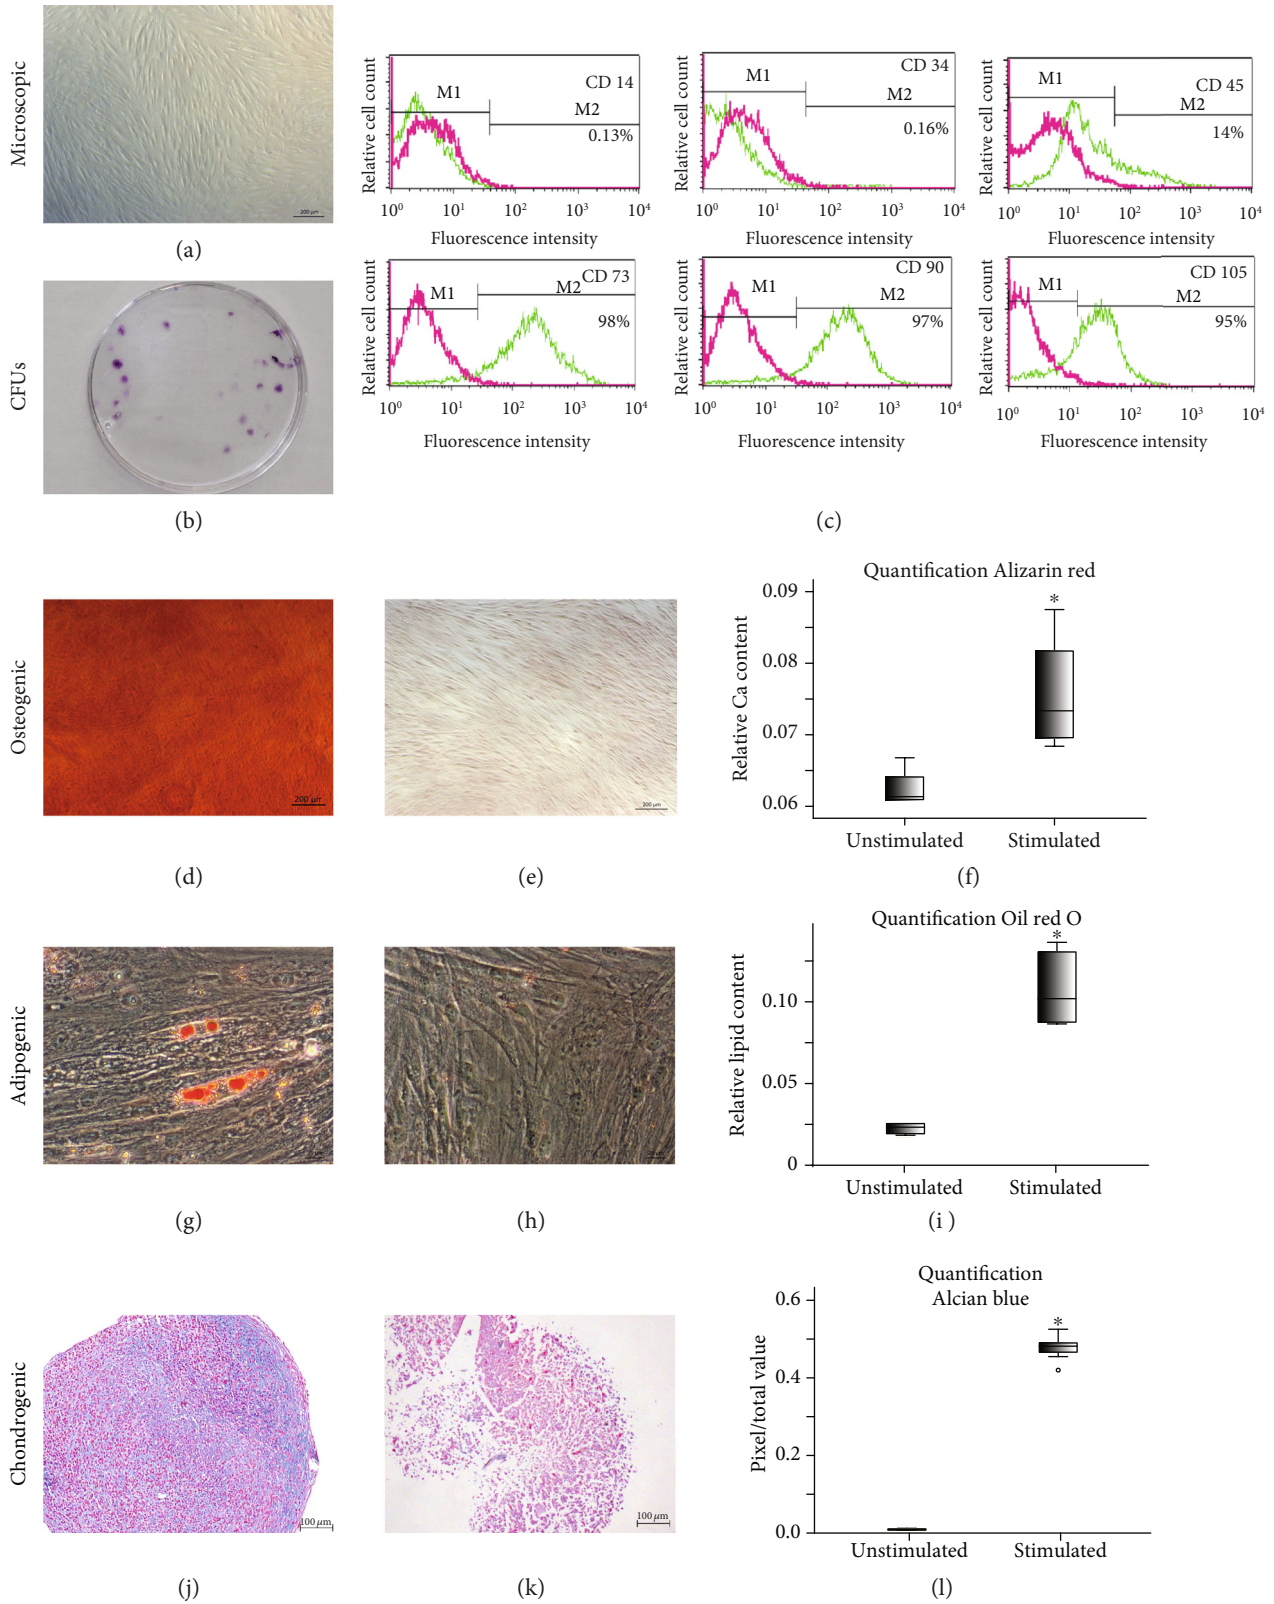 Microscopic
200 µm
(a)
CFUs
(b)
Relative cell count
CD 14
M1
M2
0.13%
10⁰ 10¹ 10² 10³ 10⁴
Fluorescence intensity
Relative cell count
CD 34
M1
M2
0.16%
10⁰ 10¹ 10² 10³ 10⁴
Fluorescence intensity
Relative cell count
CD 45
M1
M2
14%
10⁰ 10¹ 10² 10³ 10⁴
Fluorescence intensity
Relative cell count
CD 73
M1
M2
98%
10⁰ 10¹ 10² 10³ 10⁴
Fluorescence intensity
Relative cell count
CD 90
M1
M2
97%
10⁰ 10¹ 10² 10³ 10⁴
Fluorescence intensity
Relative cell count
CD 105
M1
M2
95%
10⁰ 10¹ 10² 10³ 10⁴
Fluorescence intensity
(c)
Osteogenic
200 µm
(d)
200 µm
(e)
Quantification Alizarin red
Relative Ca content
0.09
0.08
0.07
0.06
*
Unstimulated Stimulated
(f)
Adipogenic
(g)
(h)
Quantification Oil red O
Relative lipid content
0.10
0.05
0
*
Unstimulated Stimulated
(i )
Chondrogenic
100 µm
(j)
100 µm
(k)
Quantification
Alcian blue
Pixel/total value
0.6
0.4
0.2
0.0
*
Unstimulated Stimulated
(l)